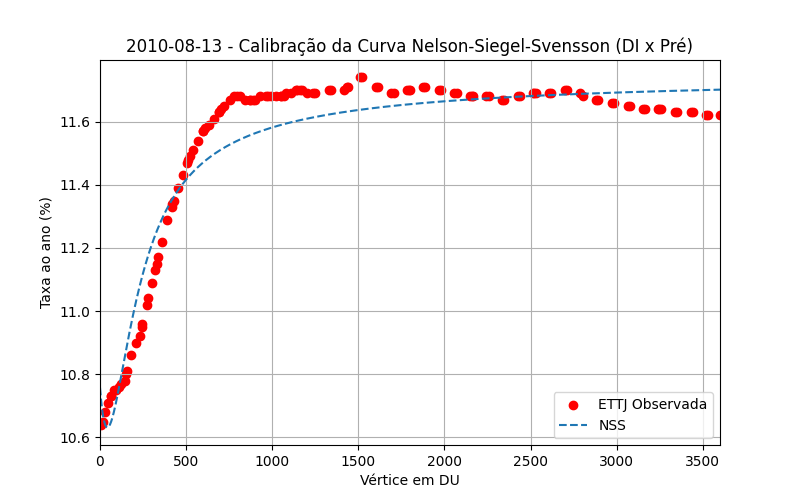 2010-08-13 - Calibração da Curva Nelson-Siegel-Svensson (DI x Pré)
Taxa ao ano (%)
11.6
11.4
11.2
11.0
10.8
10.6
ETTJ Observada
NSS
0 500 1000 1500 2000 2500 3000 3500
Vértice em DU